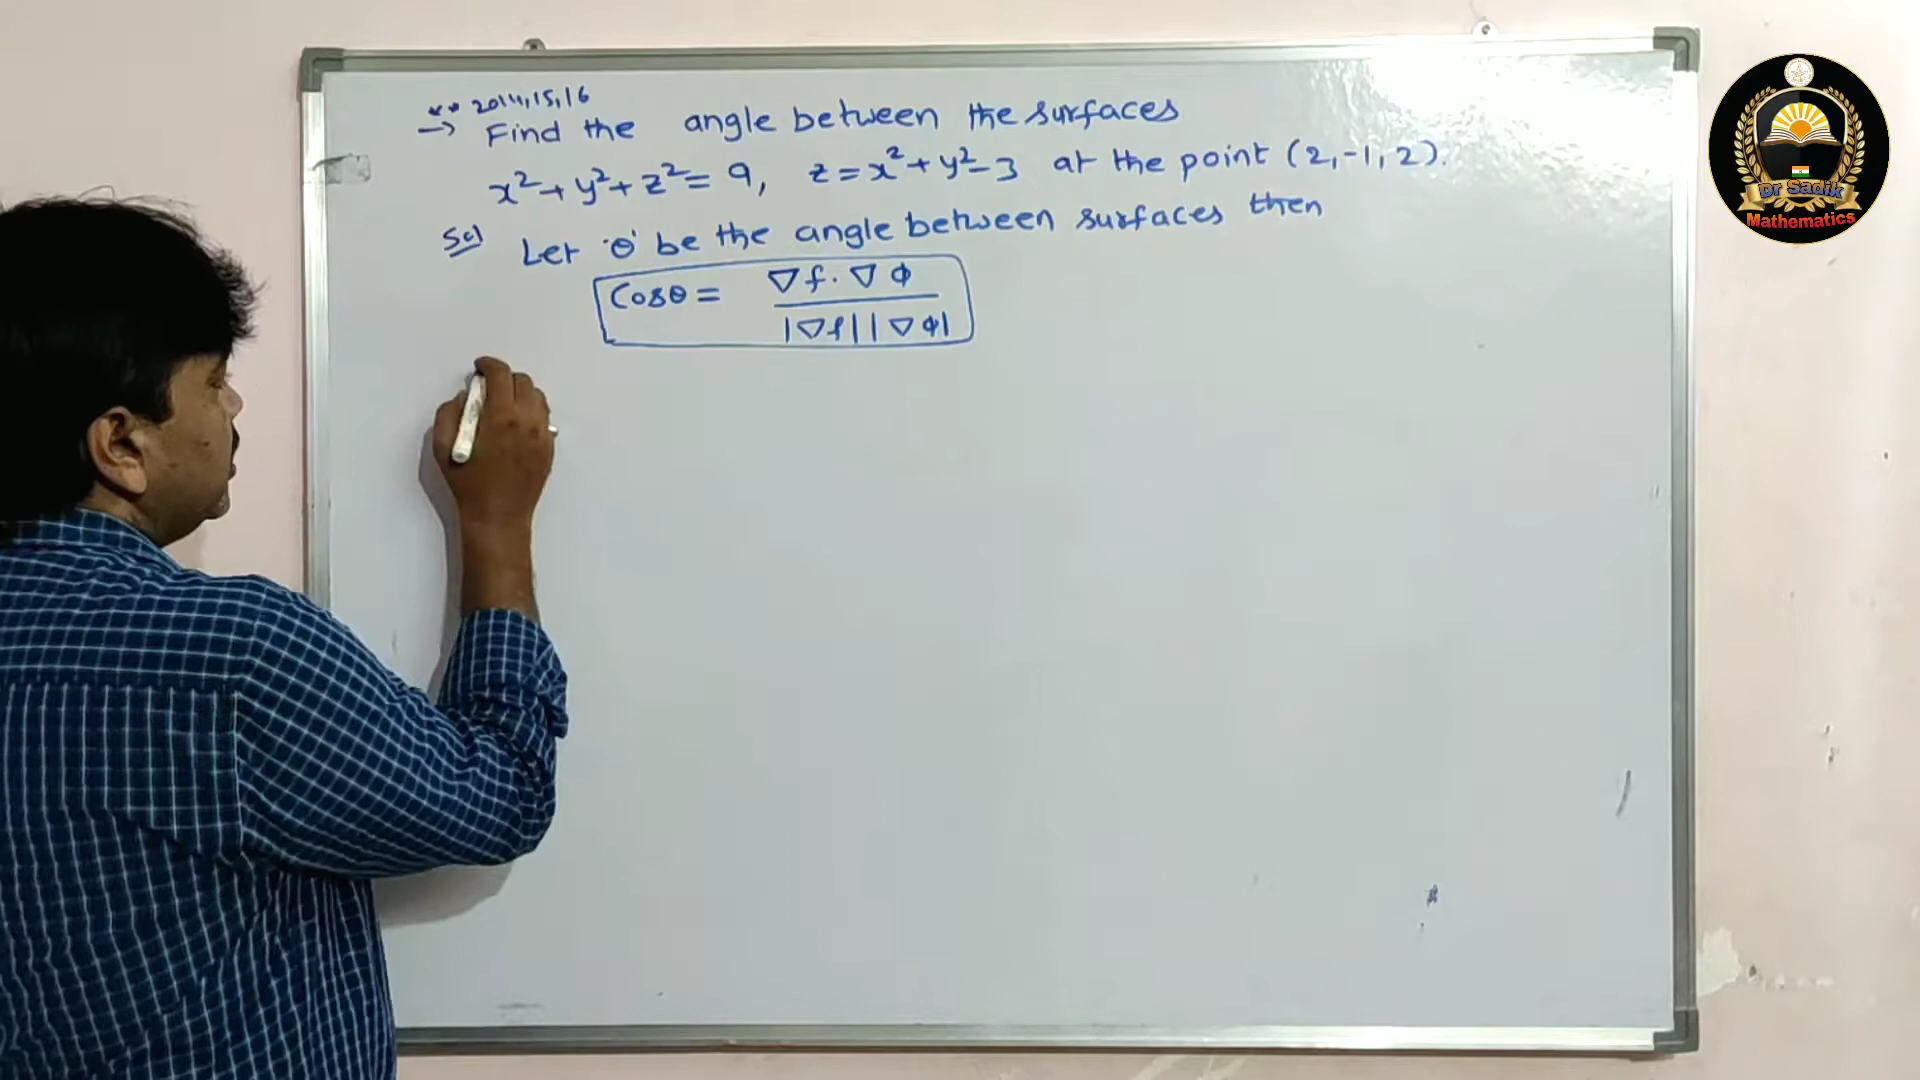 ** 2014,15,16
→ Find the angle between the surfaces
x²+y²+z²=9, z=x²+y²-3 at the point (2,-1,2).
Sol Let 'θ' be the angle between surfaces then
Cosθ = ∇f.∇ϕ
|∇f||∇ϕ|
Dr Sadik
Mathematics